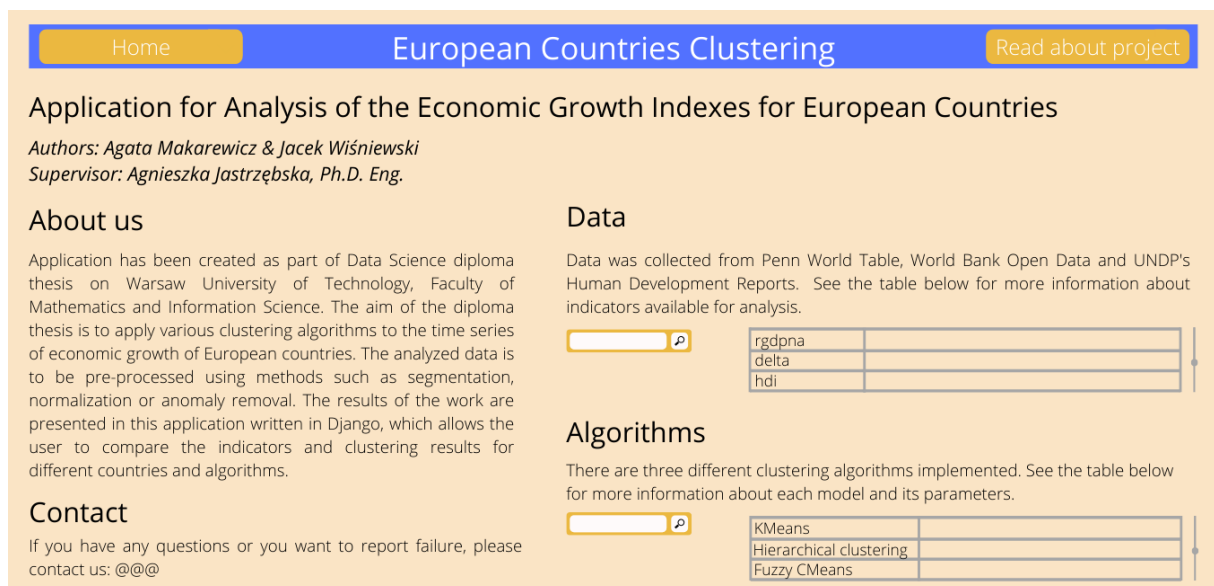 Home
European Countries Clustering
Read about project
Application for Analysis of the Economic Growth Indexes for European Countries
Authors: Agata Makarewicz & Jacek Wiśniewski
Supervisor: Agnieszka Jastrzębska, Ph.D. Eng.
About us
Application has been created as part of Data Science diploma
thesis on Warsaw University of Technology, Faculty of
Mathematics and Information Science. The aim of the diploma
thesis is to apply various clustering algorithms to the time series
of economic growth of European countries. The analyzed data is
to be pre-processed using methods such as segmentation,
normalization or anomaly removal. The results of the work are
presented in this application written in Django, which allows the
user to compare the indicators and clustering results for
different countries and algorithms.
Contact
If you have any questions or you want to report failure, please
contact us: @@@
Data
Data was collected from Penn World Table, World Bank Open Data and UNDP's
Human Development Reports. See the table below for more information about
indicators available for analysis.
rgdpna
delta
hdi
Algorithms
There are three different clustering algorithms implemented. See the table below
for more information about each model and its parameters.
KMeans
Hierarchical clustering
Fuzzy CMeans